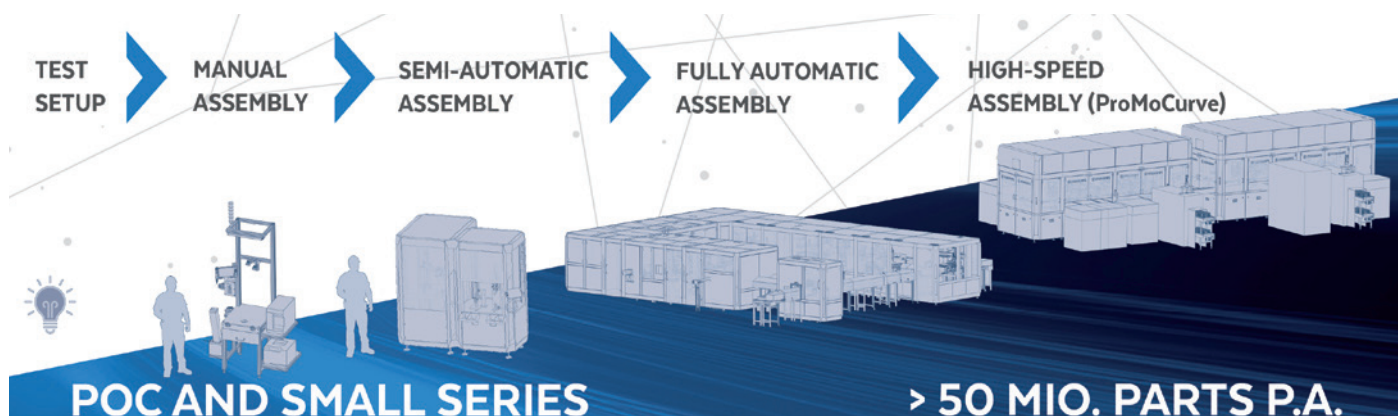 TEST
SETUP
MANUAL
ASSEMBLY
SEMI-AUTOMATIC
ASSEMBLY
FULLY AUTOMATIC
ASSEMBLY
HIGH-SPEED
ASSEMBLY (ProMoCurve)
POC AND SMALL SERIES
> 50 MIO. PARTS P.A.